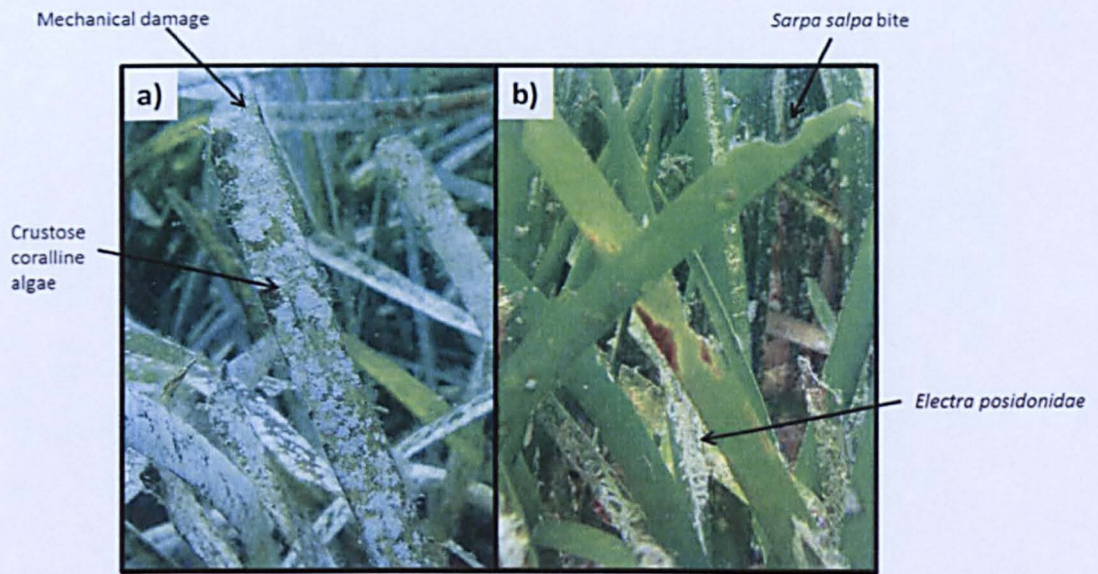 Mechanical damage
Sarpa salpa bite
a)
b)
Crustose
coralline
algae
Electra posidonidae